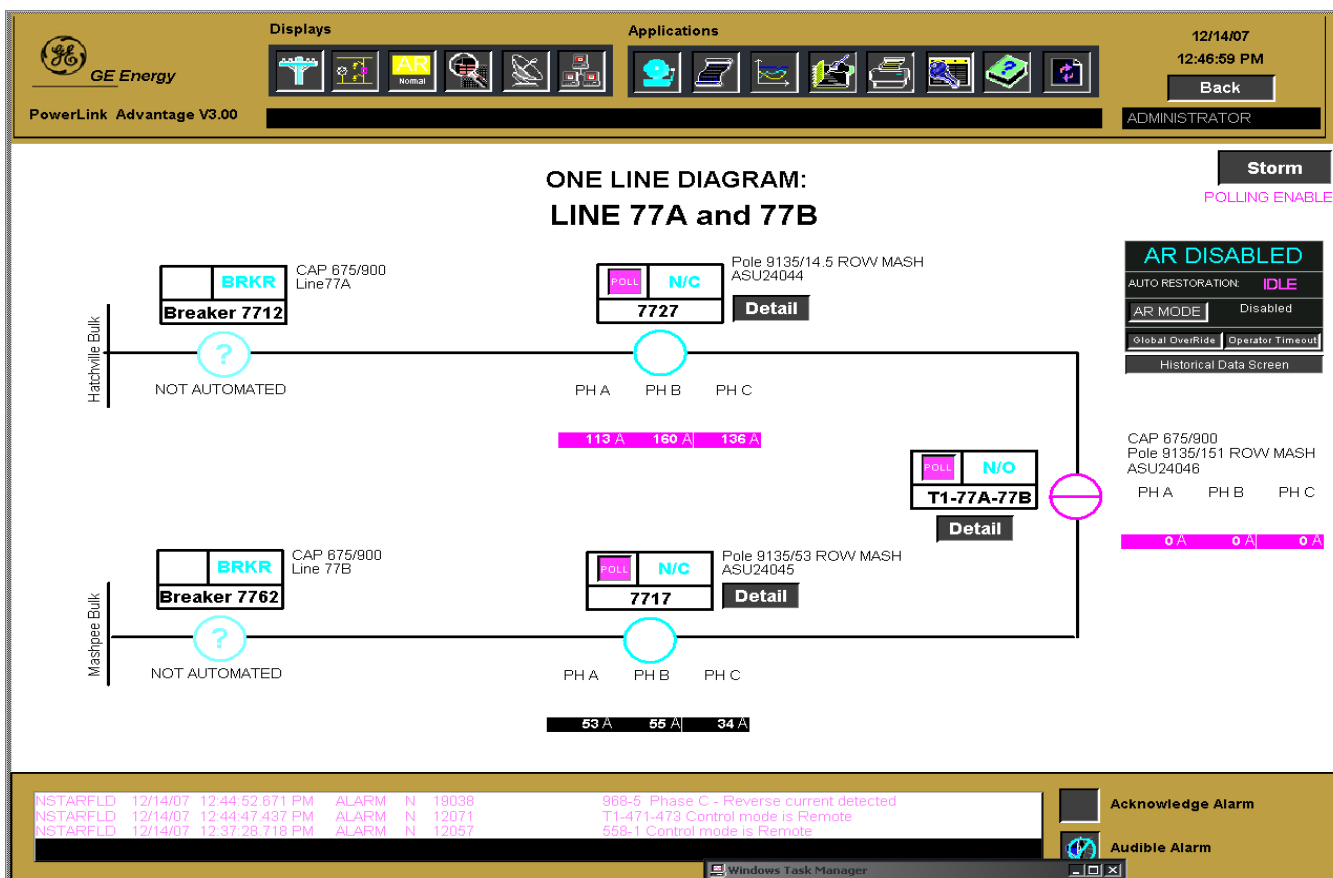 Displays
Applications
12/14/07
12:46:59 PM
GE Energy
AR
Normal
Back
PowerLink Advantage V3.00
ADMINISTRATOR
Storm
POLLING ENABLE
ONE LINE DIAGRAM:
LINE 77A and 77B
AR DISABLED
AUTO RESTORATION: IDLE
AR MODE Disabled
Global OverRide Operator Timeout
Historical Data Screen
BRKR
Breaker 7712
CAP 675/900
Line77A
POLL N/C
7727
Pole 9135/14.5 ROW MASH
ASU24044
Detail
Hatchville Bulk
?
NOT AUTOMATED
PH A PH B PH C
113 A 160 A 136 A
POLL N/O
T1-77A-77B
Detail
CAP 675/900
Pole 9135/151 ROW MASH
ASU24046
PH A PH B PH C
0 A 0 A 0 A
BRKR
Breaker 7762
CAP 675/900
Line 77B
POLL N/C
7717
Pole 9135/53 ROW MASH
ASU24045
Detail
Mashpee Bulk
?
NOT AUTOMATED
PH A PH B PH C
53 A 55 A 34 A
NSTARFLD 12/14/07 12:44:52.671 PM ALARM N 19038 968-5 Phase C - Reverse current detected
NSTARFLD 12/14/07 12:44:47.437 PM ALARM N 12071 T1-471-473 Control mode is Remote
NSTARFLD 12/14/07 12:37:28.718 PM ALARM N 12057 558-1 Control mode is Remote
Acknowledge Alarm
Audible Alarm
Windows Task Manager